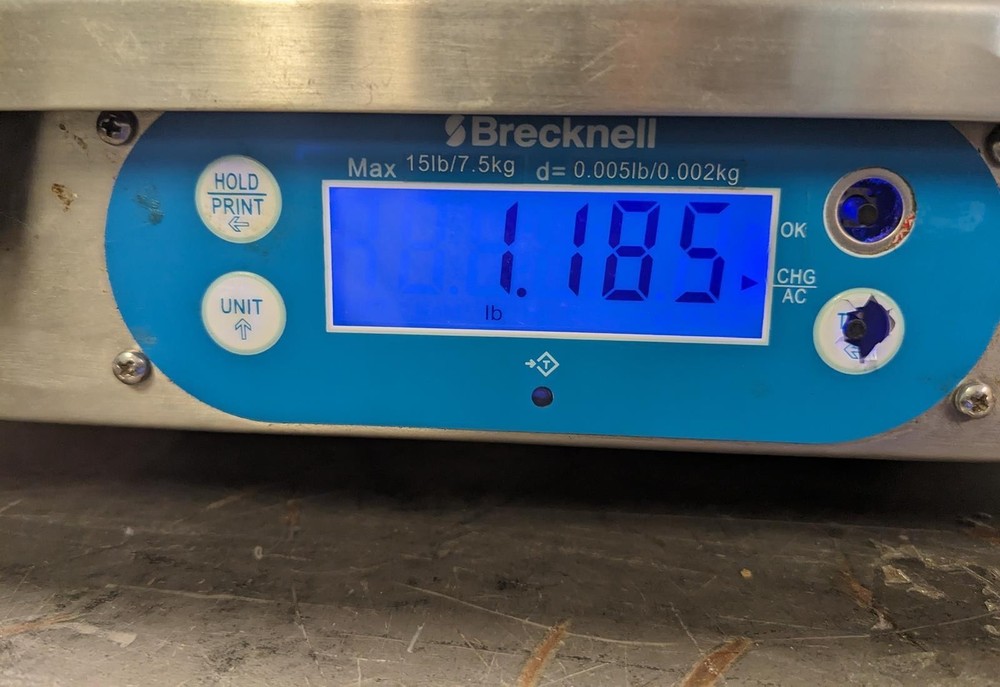 Brecknell
Max 15lb/7.5kg d= 0.005lb/0.002kg
HOLD
PRINT
1.185
lb
OK
CHG
AC
UNIT
T